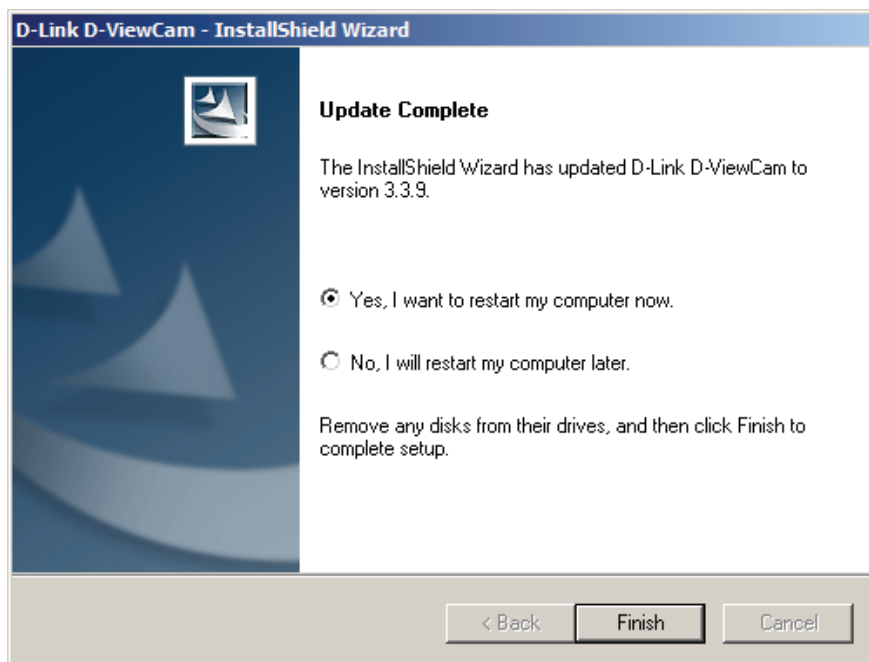 D-Link D-ViewCam - InstallShield Wizard
Update Complete
The InstallShield Wizard has updated D-Link D-ViewCam to
version 3.3.9.
Yes, I want to restart my computer now.
No, I will restart my computer later.
Remove any disks from their drives, and then click Finish to
complete setup.
< Back Finish Cancel